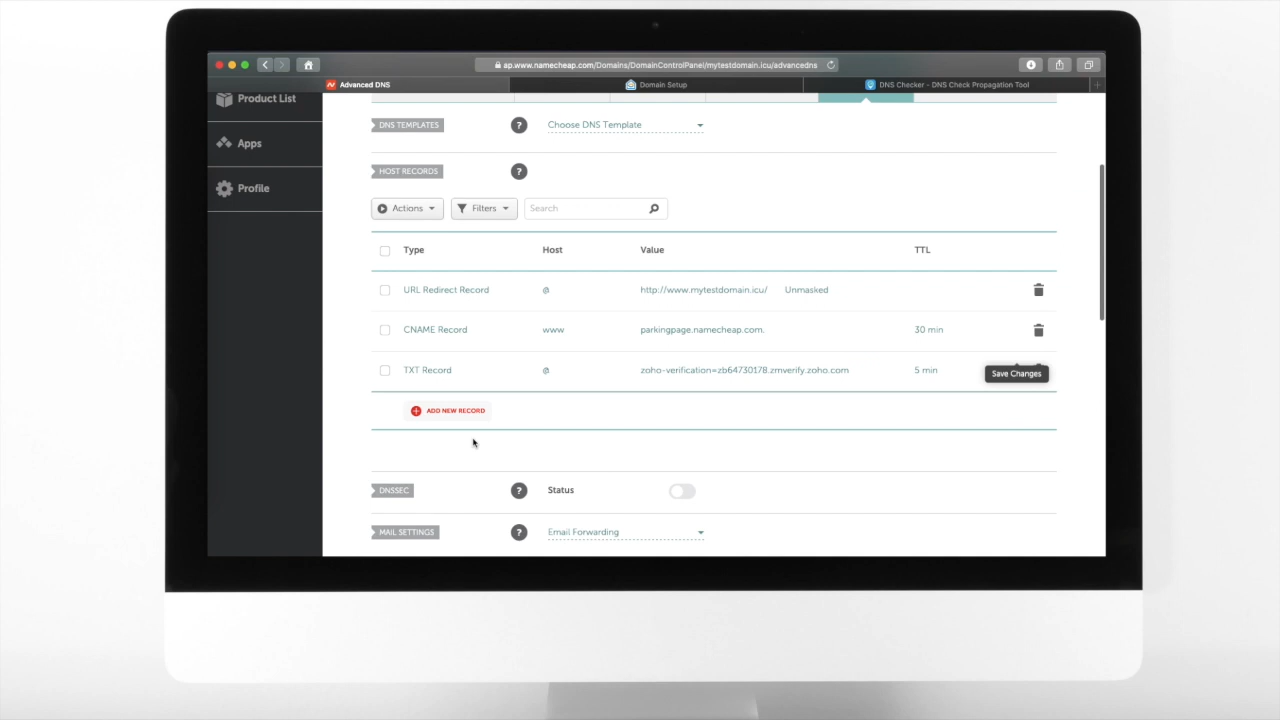 ap.www.namecheap.com/Domains/DomainControlPanel/mytestdomain.icu/advancedns
Advanced DNS
Domain Setup
DNS Checker - DNS Check Propagation Tool
Product List
Apps
Profile
DNS TEMPLATES ? Choose DNS Template
HOST RECORDS ?
Actions Filters Search
Type Host Value TTL
URL Redirect Record @ http://www.mytestdomain.icu/ Unmasked
CNAME Record www parkingpage.namecheap.com. 30 min
TXT Record @ zoho-verification=zb64730178.zmverify.zoho.com 5 min
Save Changes
ADD NEW RECORD
DNSSEC ? Status
MAIL SETTINGS ? Email Forwarding